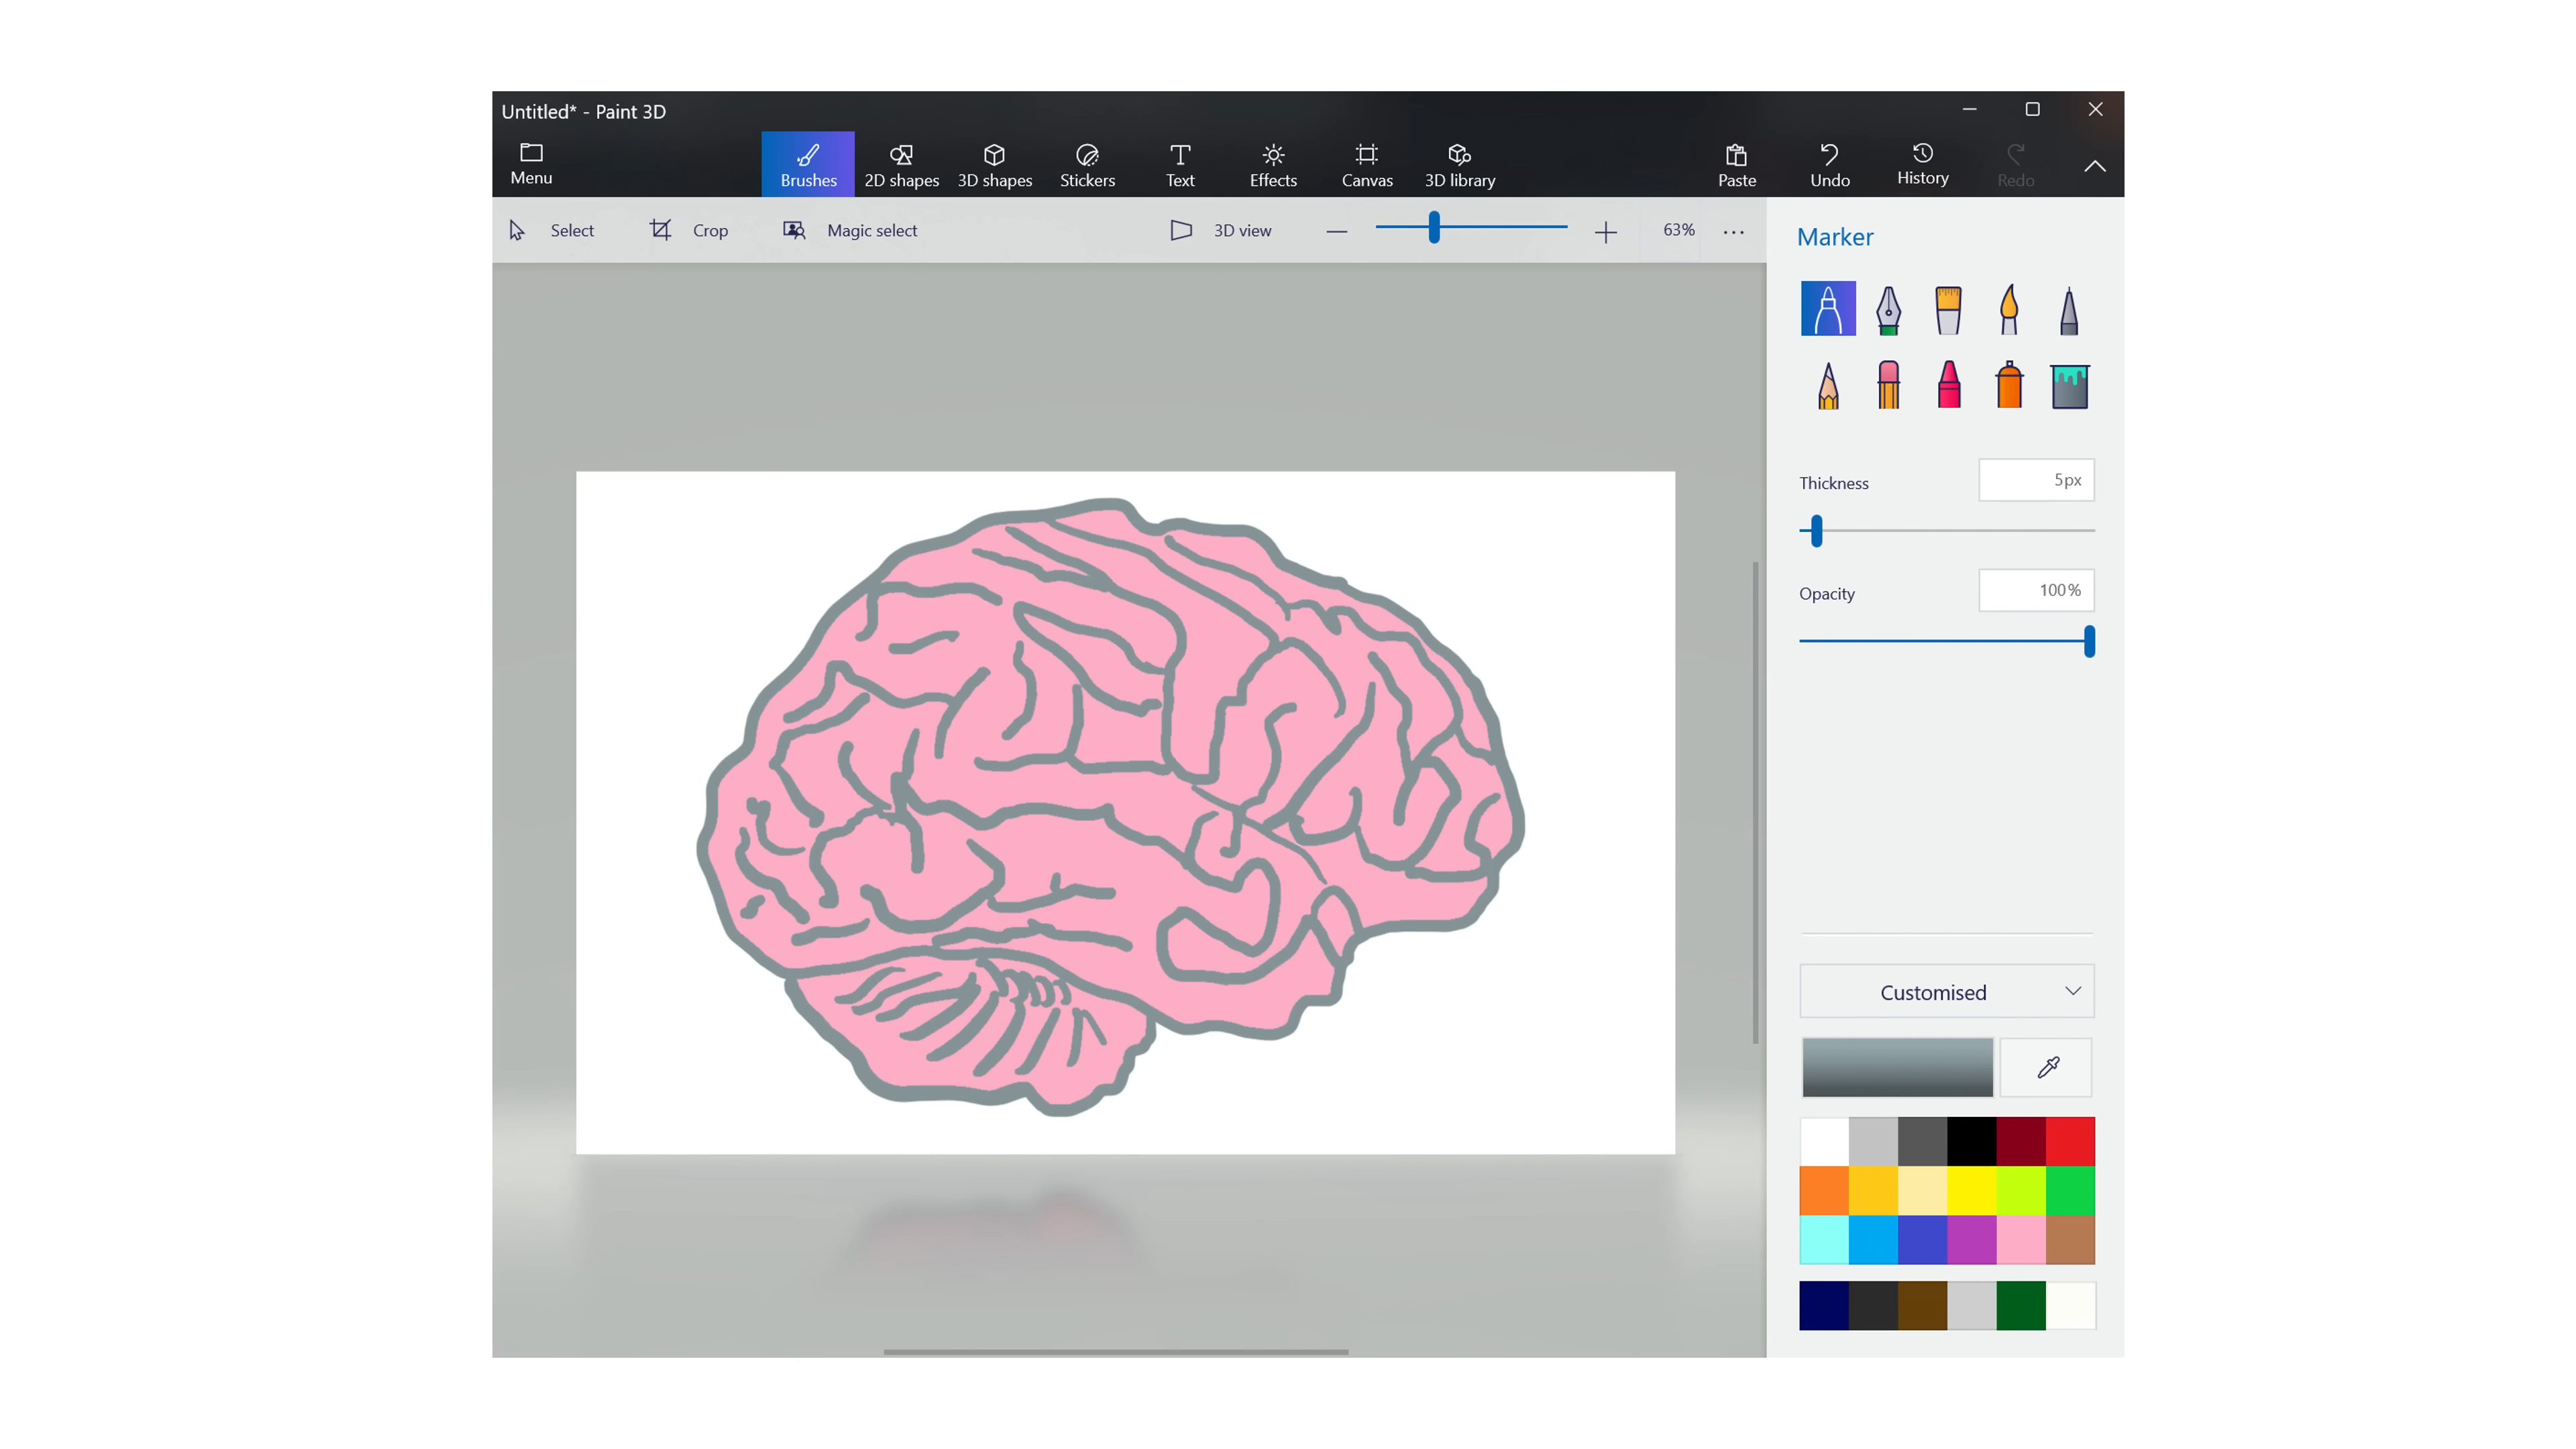 Untitled* - Paint 3D
Menu
Brushes
2D shapes
3D shapes
Stickers
Text
Effects
Canvas
3D library
Paste
Undo
History
Redo
Select
Crop
Magic select
3D view
63%
...
Marker
Thickness
5px
Opacity
100%
Customised